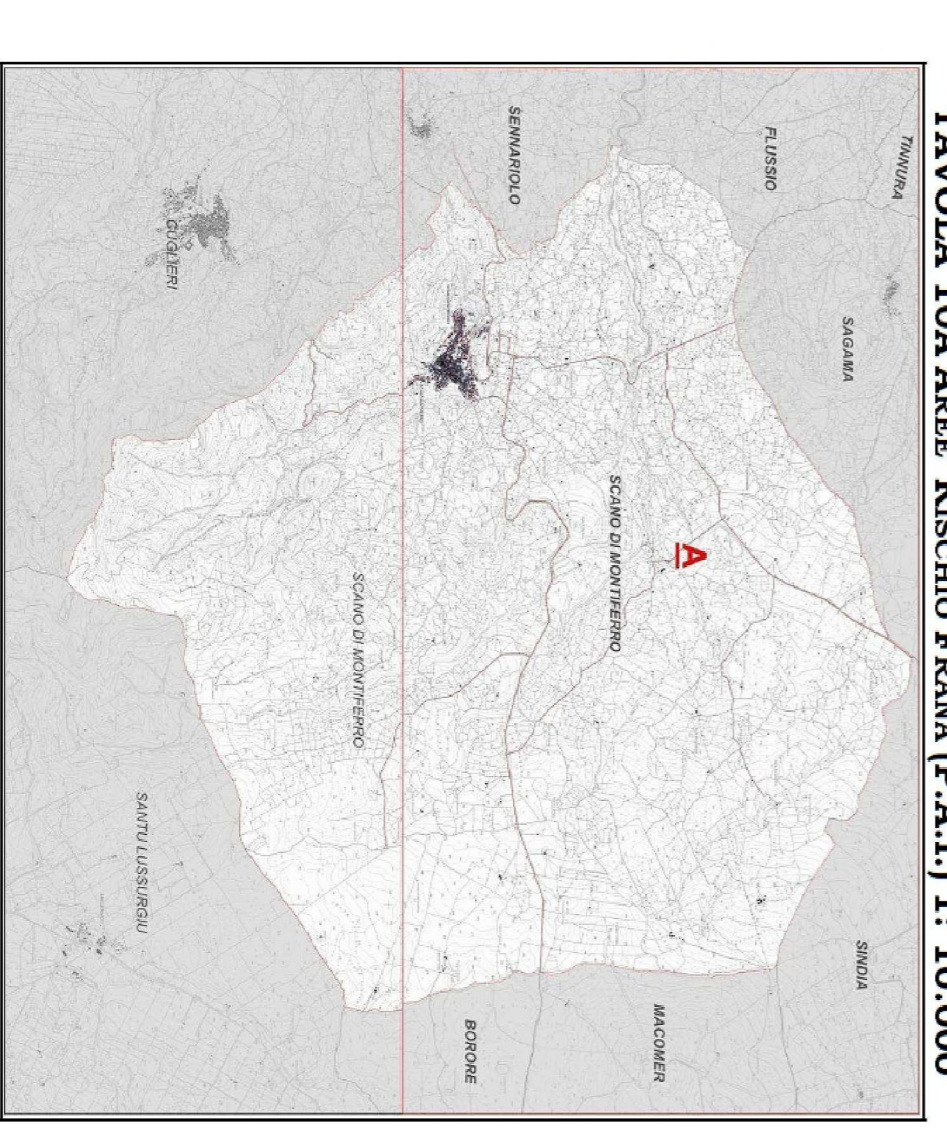 TAVOLA 10A AREE RISCHIO FRANA (P.A.I.) 1: 10.000
TINNURA
FLUSSIO
SAGAMA
SENNARIOLO
SINDIA
A
SCANO DI MONTIFERRO
MACOMER
BORORE
CUGLIERI
SCANO DI MONTIFERRO
SANTU LUSSURGIU